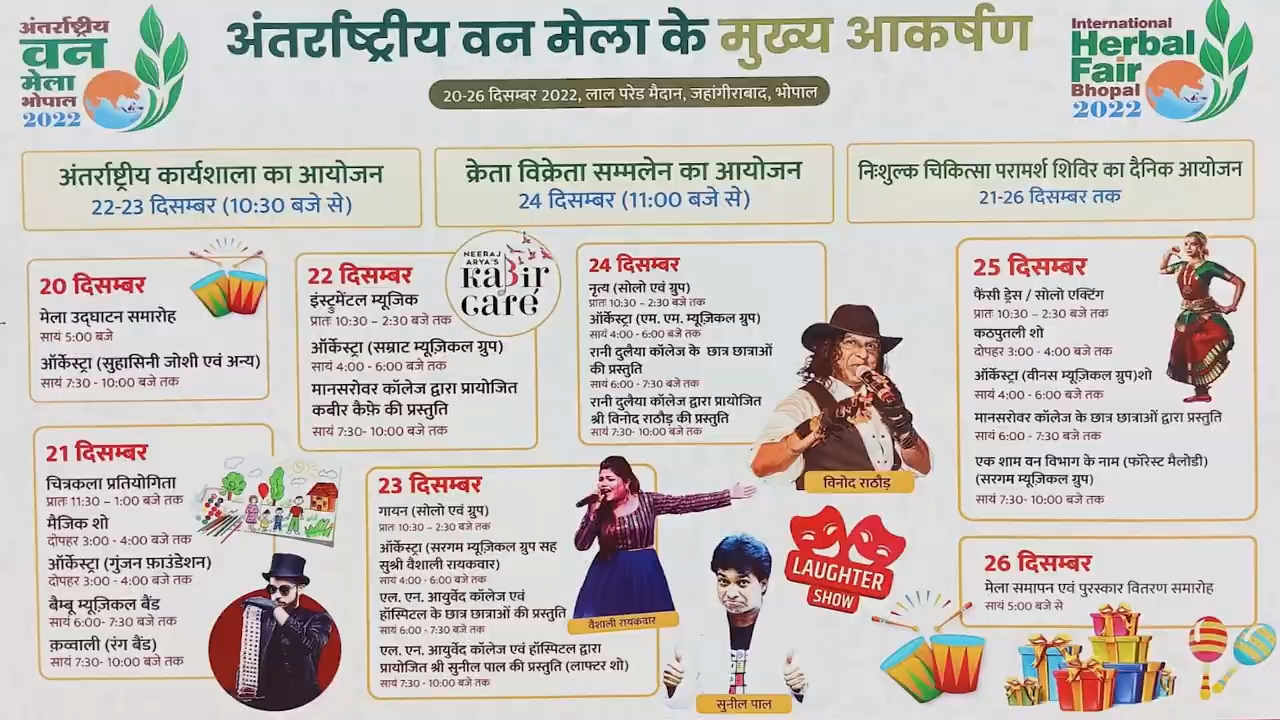 अंतर्राष्ट्रीय
वन
मेला
भोपाल
2022
अंतर्राष्ट्रीय वन मेला के मुख्य आकर्षण
20-26 दिसम्बर 2022, लाल परेड मैदान, जहांगीराबाद, भोपाल
International
Herbal
Fair
Bhopal
2022
अंतर्राष्ट्रीय कार्यशाला का आयोजन
22-23 दिसम्बर (10:30 बजे से)
क्रेता विक्रेता सम्मलेन का आयोजन
24 दिसम्बर (11:00 बजे से)
निःशुल्क चिकित्सा परामर्श शिविर का दैनिक आयोजन
21-26 दिसम्बर तक
20 दिसम्बर
मेला उद्घाटन समारोह
सायं 5:00 बजे
ऑर्केस्ट्रा (सुहासिनी जोशी एवं अन्य)
सायं 7:30 - 10:00 बजे तक
21 दिसम्बर
चित्रकला प्रतियोगिता
प्रातः 11:30 – 1:00 बजे तक
मैजिक शो
दोपहर 3:00 - 4:00 बजे तक
ऑर्केस्ट्रा (गुंजन फ़ाउंडेशन)
दोपहर 3:00 - 4:00 बजे तक
बैम्बू म्यूज़िकल बैंड
सायं 6:00- 7:30 बजे तक
क़व्वाली (रंग बैंड)
सायं 7:30- 10:00 बजे तक
22 दिसम्बर
इंस्ट्रुमेंटल म्यूजिक
प्रातः 10:30 – 2:30 बजे तक
ऑर्केस्ट्रा (सम्राट म्यूज़िकल ग्रुप)
सायं 4:00 - 6:00 बजे तक
मानसरोवर कॉलेज द्वारा प्रायोजित
कबीर कैफ़े की प्रस्तुति
सायं 7:30- 10:00 बजे तक
NEERAJ
ARYA'S
KaBir
café
23 दिसम्बर
गायन (सोलो एवं ग्रुप)
प्रातः 10:30 – 2:30 बजे तक
ऑर्केस्ट्रा (सरगम म्यूज़िकल ग्रुप सह
सुश्री वैशाली रायकवार)
सायं 4:00 - 6:00 बजे तक
एल. एन. आयुर्वेद कॉलेज एवं
हॉस्पिटल के छात्र छात्राओं की प्रस्तुति
सायं 6:00 - 7:30 बजे तक
एल. एन. आयुर्वेद कॉलेज एवं हॉस्पिटल द्वारा
प्रायोजित श्री सुनील पाल की प्रस्तुति (लाफ्टर शो)
सायं 7:30 - 10:00 बजे तक
वैशाली रायकवार
24 दिसम्बर
नृत्य (सोलो एवं ग्रुप)
प्रातः 10:30 – 2:30 बजे तक
ऑर्केस्ट्रा (एम. एम. म्यूज़िकल ग्रुप)
सायं 4:00 - 6:00 बजे तक
रानी दुलैया कॉलेज के छात्र छात्राओं
की प्रस्तुति
सायं 6:00 - 7:30 बजे तक
रानी दुलैया कॉलेज द्वारा प्रायोजित
श्री विनोद राठौड़ की प्रस्तुति
सायं 7:30- 10:00 बजे तक
विनोद राठौड़
LAUGHTER
SHOW
सुनील पाल
25 दिसम्बर
फैंसी ड्रेस / सोलो एक्टिंग
प्रातः 10:30 – 2:30 बजे तक
कठपुतली शो
दोपहर 3:00 - 04:00 बजे तक
ऑर्केस्ट्रा (वीनस म्यूज़िकल ग्रुप)शो
सायं 4:00 - 6:00 बजे तक
मानसरोवर कॉलेज के छात्र छात्राओं द्वारा प्रस्तुति
सायं 6:00 - 7:30 बजे तक
एक शाम वन विभाग के नाम (फॉरेस्ट मैलोडी)
(सरगम म्यूज़िकल ग्रुप)
सायं 7:30- 10:00 बजे तक
26 दिसम्बर
मेला समापन एवं पुरस्कार वितरण समारोह
सायं 5:00 बजे से